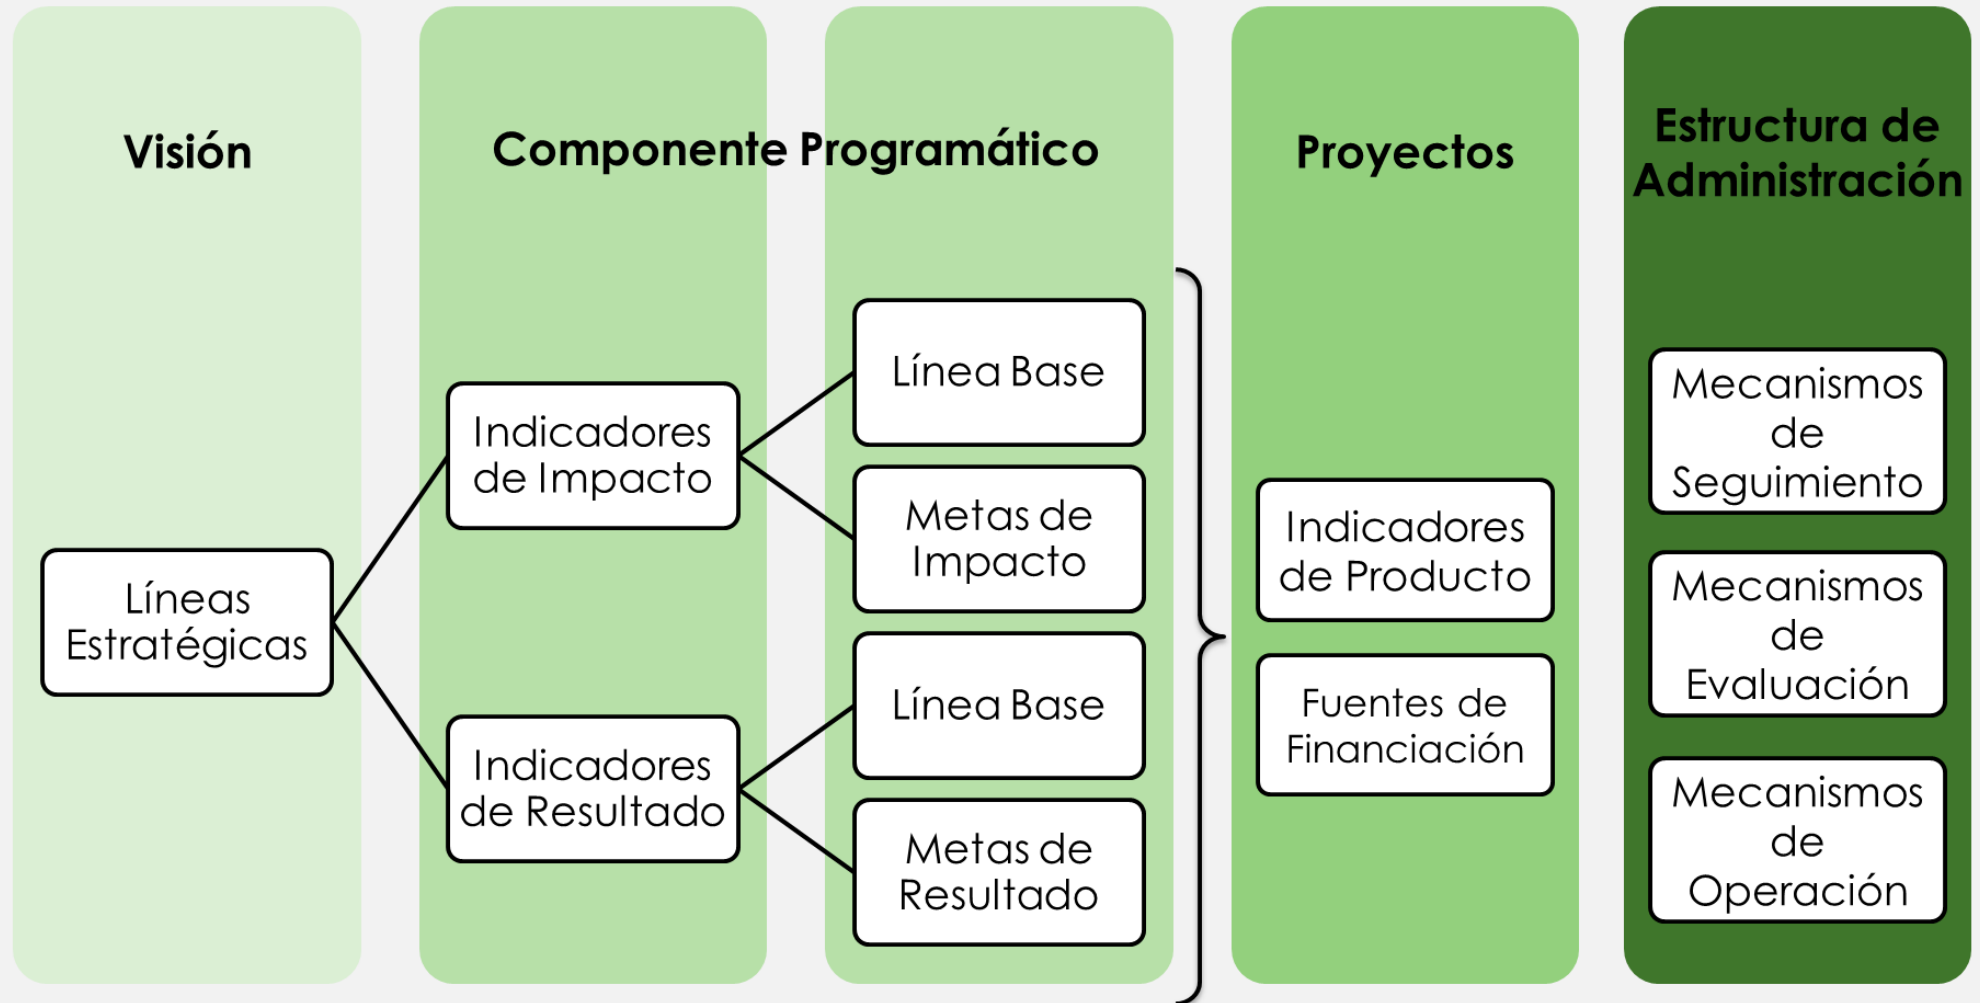 Visión
Componente Programático
Proyectos
Estructura de
Administración
Líneas
Estratégicas
Indicadores
de Impacto
Indicadores
de Resultado
Línea Base
Metas de
Impacto
Línea Base
Metas de
Resultado
Indicadores
de Producto
Fuentes de
Financiación
Mecanismos
de
Seguimiento
Mecanismos
de
Evaluación
Mecanismos
de
Operación